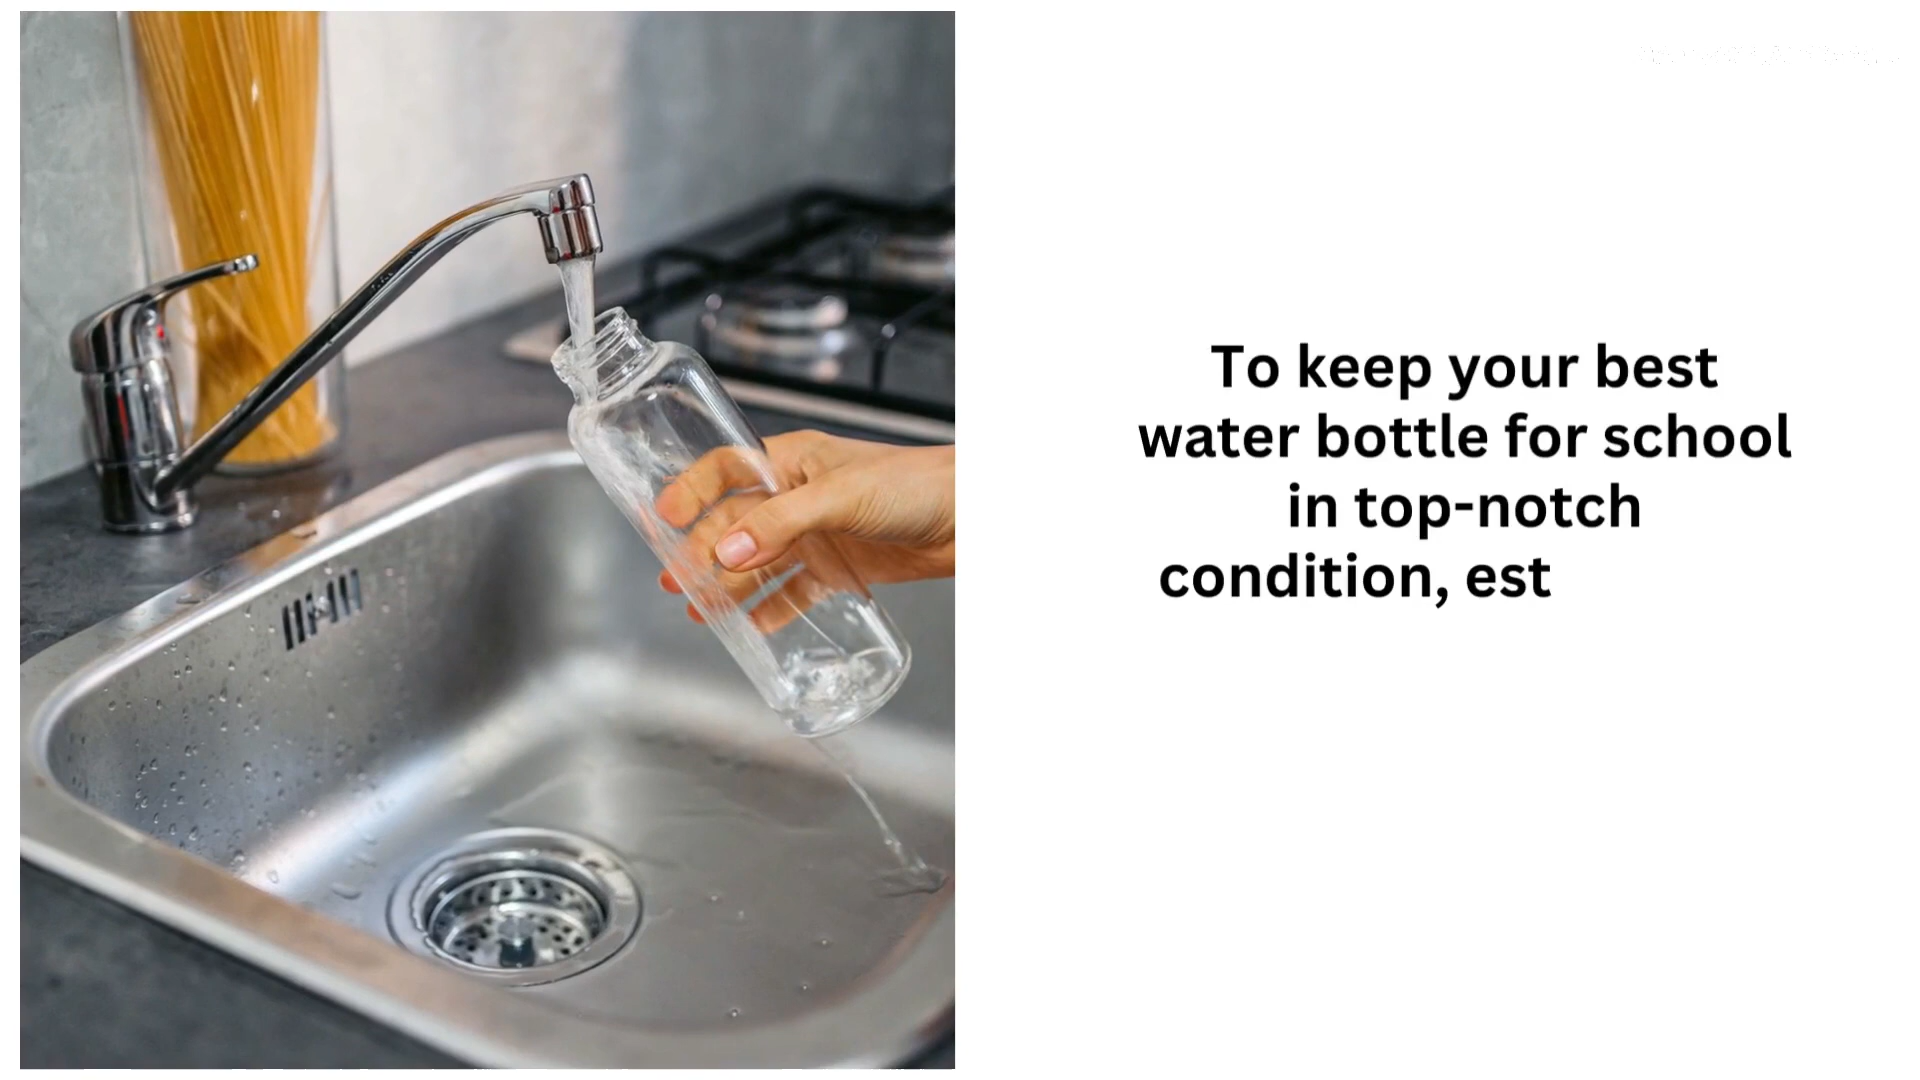 To keep your best
water bottle for school
in top-notch
condition, est